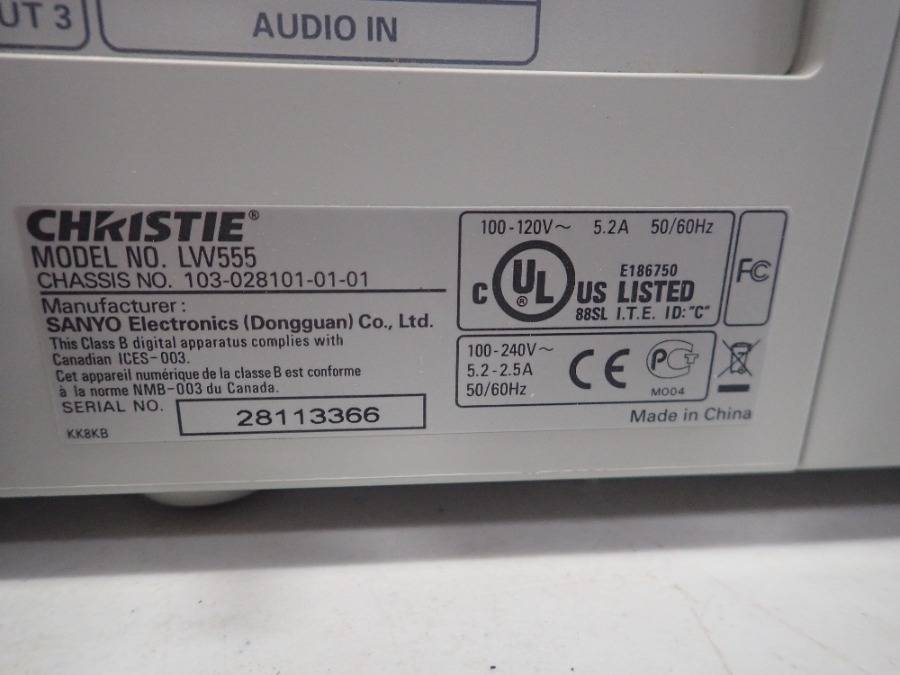 UT 3
AUDIO IN
CHRISTIE®
MODEL NO. LW555
CHASSIS NO. 103-028101-01-01
Manufacturer :
SANYO Electronics (Dongguan) Co., Ltd.
This Class B digital apparatus complies with
Canadian ICES-003.
Cet appareil numérique de la classe B est conforme
à la norme NMB-003 du Canada.
SERIAL NO. 28113366
KK8KB
100-120V~ 5.2A 50/60Hz
C UL® US LISTED
E186750
88SL I.T.E. ID:"C"
FC
100-240V~
5.2-2.5A
50/60Hz
CE
PCT
MO04
Made in China